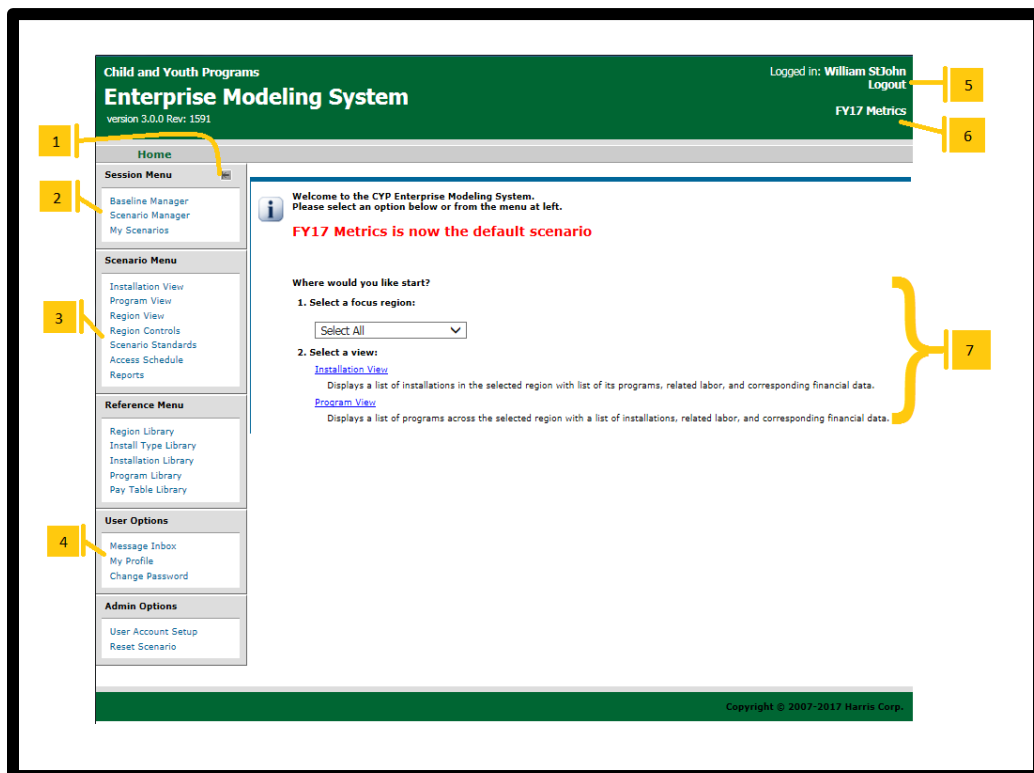 Child and Youth Programs
Enterprise Modeling System
version 3.0.0 Rev: 1591
Logged in: William StJohn
Logout
FY17 Metrics
5
6
1
Home
Session Menu
2
Baseline Manager
Scenario Manager
My Scenarios
Scenario Menu
3
Installation View
Program View
Region View
Region Controls
Scenario Standards
Access Schedule
Reports
Reference Menu
Region Library
Install Type Library
Installation Library
Program Library
Pay Table Library
User Options
4
Message Inbox
My Profile
Change Password
Admin Options
User Account Setup
Reset Scenario
i
Welcome to the CYP Enterprise Modeling System.
Please select an option below or from the menu at left.
FY17 Metrics is now the default scenario
Where would you like start?
1. Select a focus region:
Select All
2. Select a view:
Installation View
Displays a list of installations in the selected region with list of its programs, related labor, and corresponding financial data.
Program View
Displays a list of programs across the selected region with a list of installations, related labor, and corresponding financial data.
7
Copyright © 2007-2017 Harris Corp.